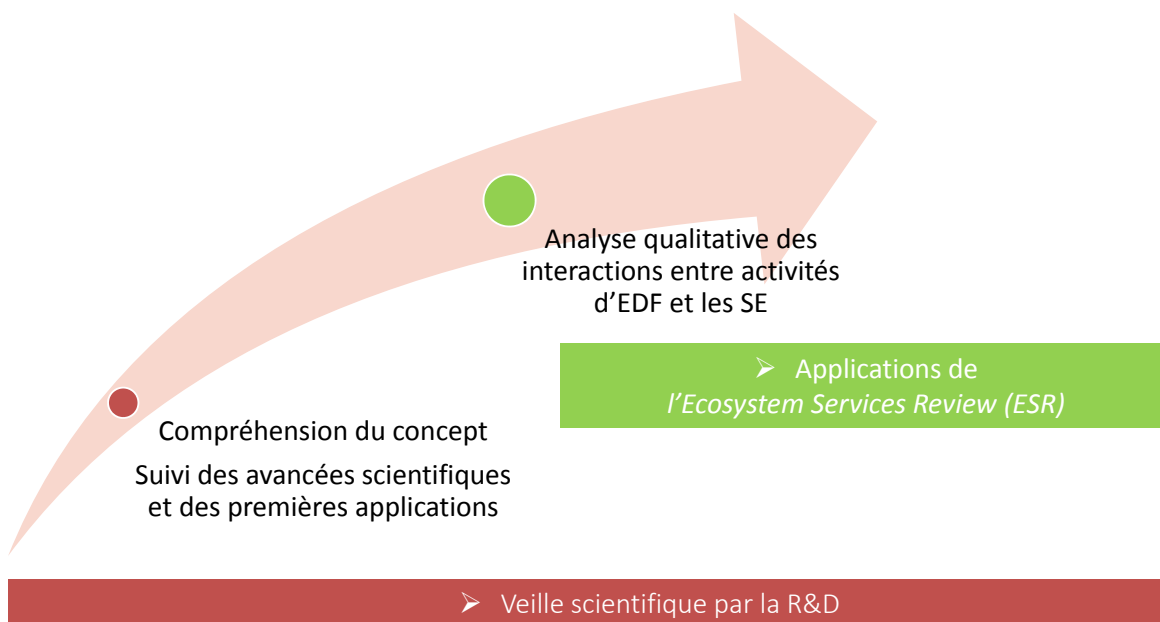 Analyse qualitative des
interactions entre activités
d’EDF et les SE
➢ Applications de
l’Ecosystem Services Review (ESR)
Compréhension du concept
Suivi des avancées scientifiques
et des premières applications
➢ Veille scientifique par la R&D